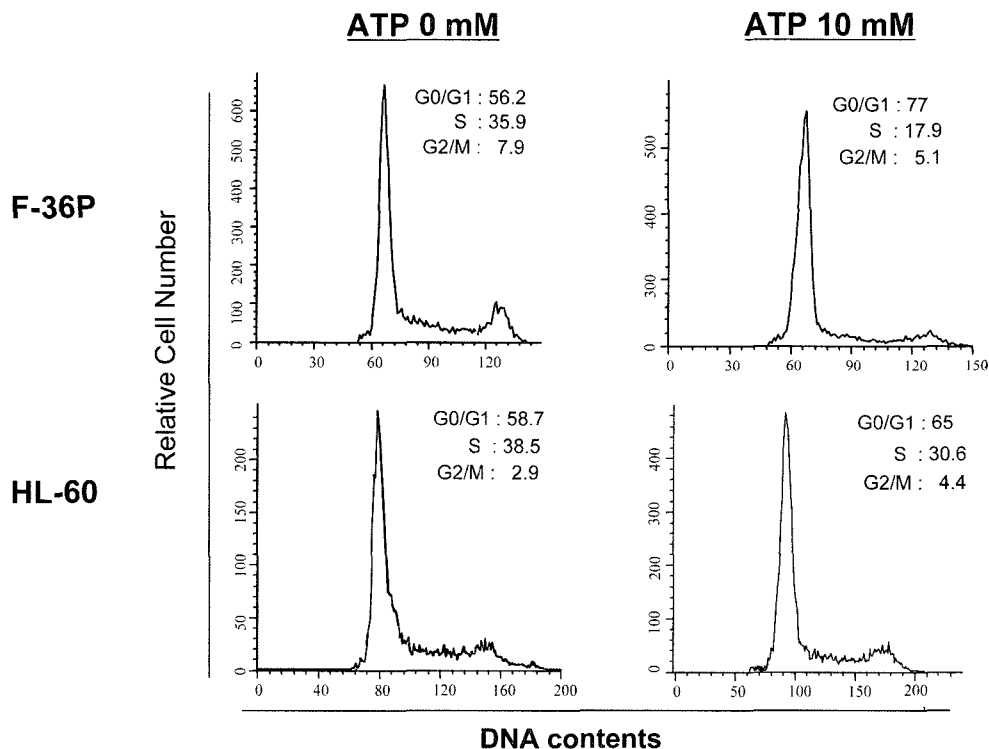 ATP 0 mM
ATP 10 mM
F-36P
HL-60
Relative Cell Number
G0/G1 : 56.2
S : 35.9
G2/M : 7.9
0 100 200 300 400 500 600
0 30 60 90 120
G0/G1 : 77
S : 17.9
G2/M : 5.1
0 300 300 500
0 30 60 90 120 150
G0/G1 : 58.7
S : 38.5
G2/M : 2.9
0 50 100 150 200
0 40 80 120 160 200
G0/G1 : 65
S : 30.6
G2/M : 4.4
0 100 200 300 400
0 50 100 150 200
DNA contents